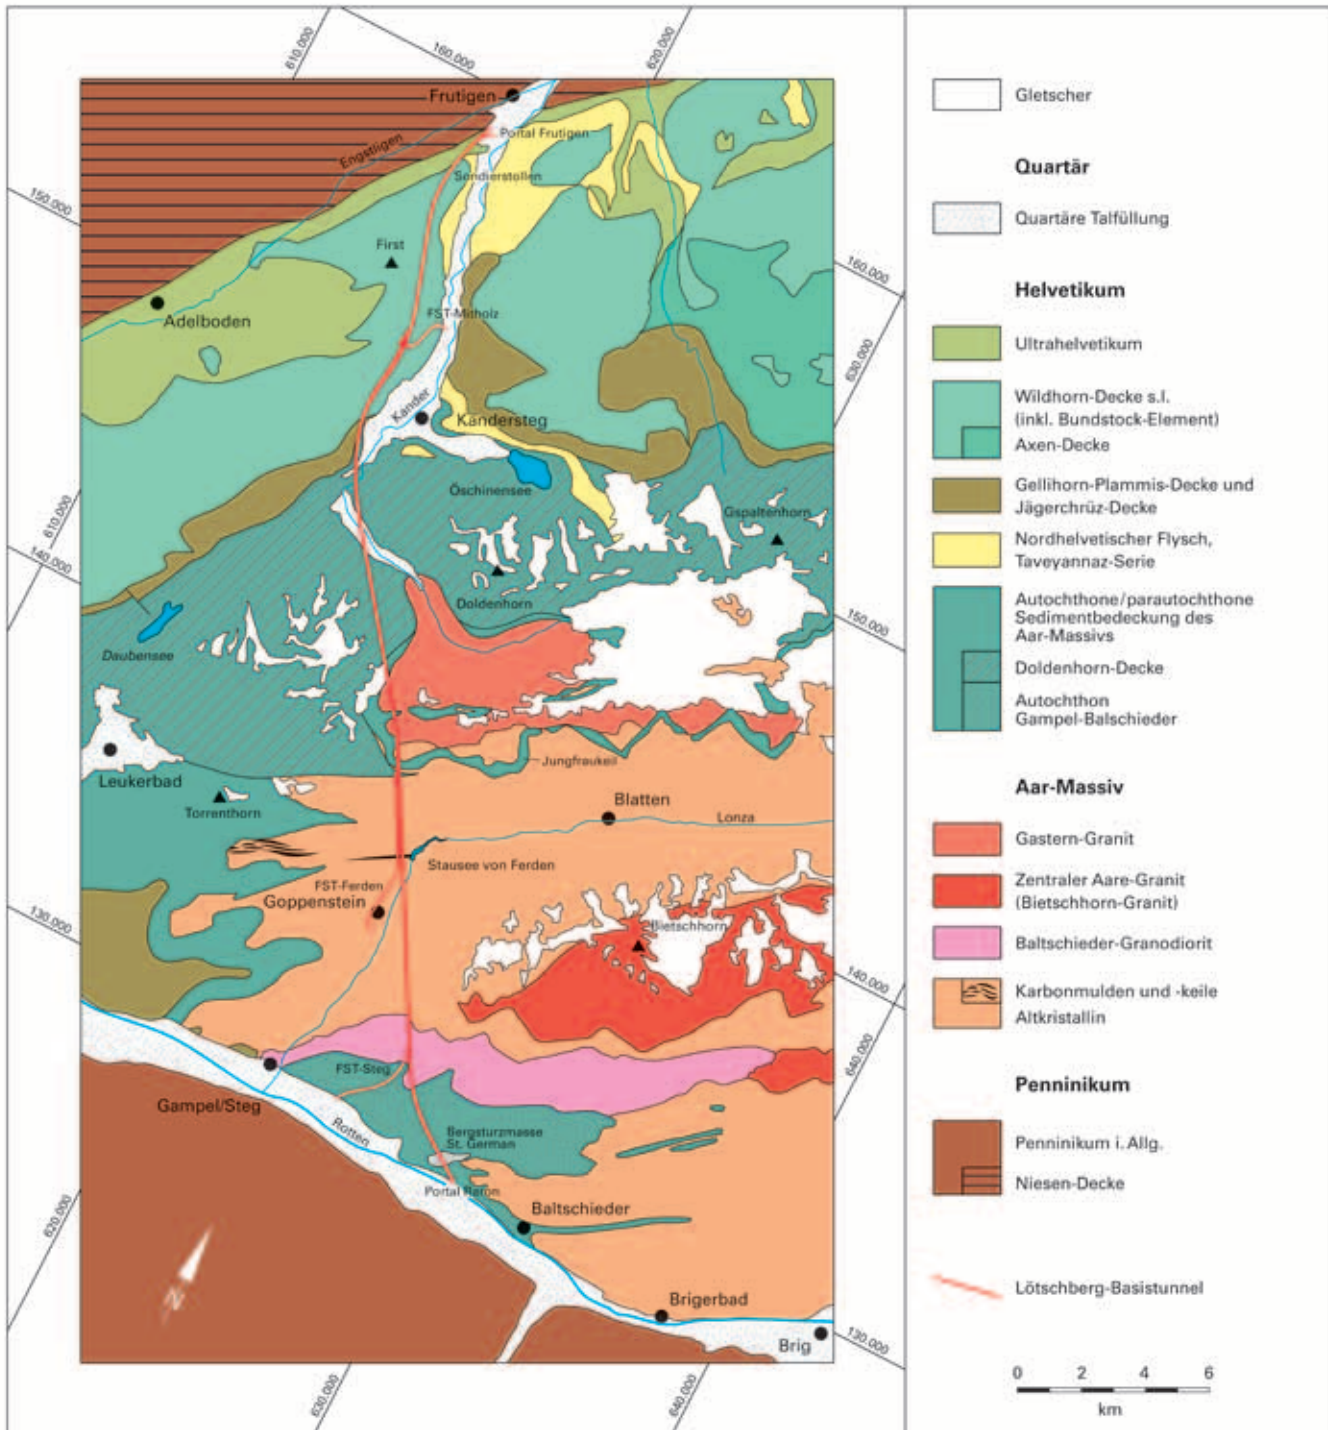 610.000
160.000
620.000
Frutigen
Portal Frutigen
Engstligen
Sondierstollen
150.000
First
160.000
Adelboden
FST-Mitholz
630.000
Kander
Kandersteg
Öschinensee
Gspaltenhorn
610.000
140.000
Doldenhorn
150.000
Daubensee
Leukerbad
Jungfraukeil
Torrenthorn
Blatten
Lonza
Stausee von Ferden
FST-Ferden
Goppenstein
130.000
Bietschhorn
140.000
640.000
FST-Steg
Gampel/Steg
Rotten
Bergsturzmasse
St. German
Portal Raron
Baltschieder
620.000
N
Brigerbad
Brig
130.000
630.000
640.000
Gletscher
Quartär
Quartäre Talfüllung
Helvetikum
Ultrahelvetikum
Wildhorn-Decke s.l.
(inkl. Bundstock-Element)
Axen-Decke
Gellihorn-Plammis-Decke und
Jägerchrüz-Decke
Nordhelvetischer Flysch,
Taveyannaz-Serie
Autochthone/parautochthone
Sedimentbedeckung des
Aar-Massivs
Doldenhorn-Decke
Autochthon
Gampel-Balschieder
Aar-Massiv
Gastern-Granit
Zentraler Aare-Granit
(Bietschhorn-Granit)
Baltschieder-Granodiorit
Karbonmulden und -keile
Altkristallin
Penninikum
Penninikum i. Allg.
Niesen-Decke
Lötschberg-Basistunnel
0 2 4 6
km